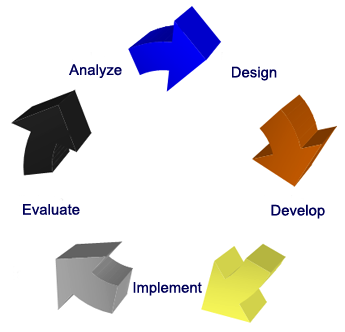 Analyze
Design
Evaluate
Develop
Implement